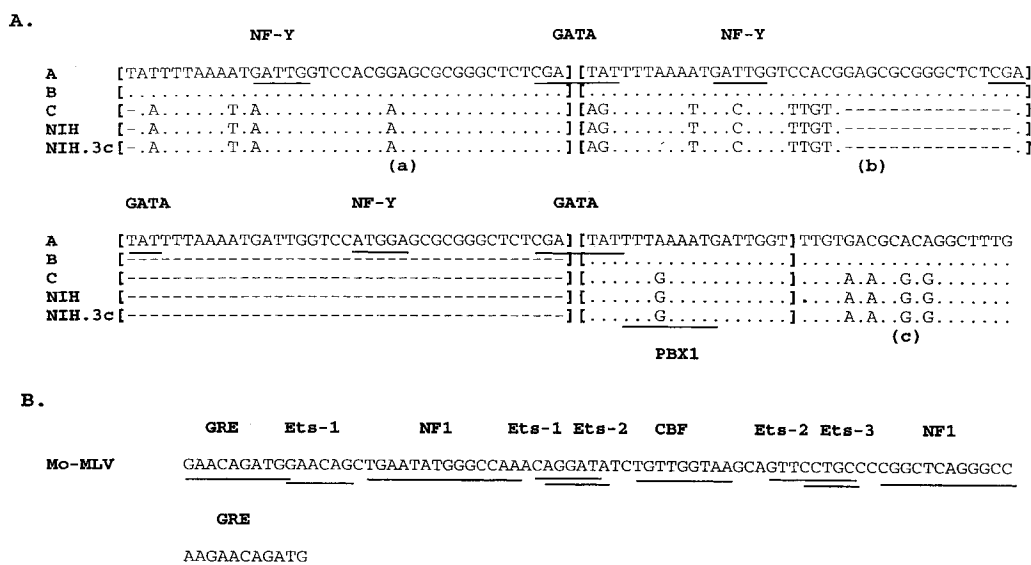 A.
NF-Y GATA NF-Y
A [TATTTTAAAATGATTGGTCCACGGAGCGCGGGCTCTCGA] [TATTTTAAAATGATTGGTCCACGGAGCGCGGGCTCTCGA]
B [.......................................] [.......................................]
C [-.A......T.A...........A...............] [AG.......T...C....TTGT.---------------.]
NIH [-.A......T.A...........A...............] [AG.......T...C....TTGT.---------------.]
NIH.3c [-.A......T.A...........A...............] [AG.......T...C....TTGT.---------------.]
(a) (b)
GATA NF-Y GATA
A [TATTTTAAAATGATTGGTCCATGGAGCGCGGGCTCTCGA] [TATTTTAAAATGATTGGT] TTGTGACGCACAGGCTTTG
B [---------------------------------------] [..................] ...................
C [---------------------------------------] [......G...........] ....A.A..G.G.......
NIH [---------------------------------------] [......G...........] ....A.A..G.G.......
NIH.3c [---------------------------------------] [......G...........] ....A.A..G.G.......
(c)
PBX1
B.
GRE Ets-1 NF1 Ets-1 Ets-2 CBF Ets-2 Ets-3 NF1
Mo-MLV GAACAGATGGAACAGCTGAATATGGGCCAAACAGGATATCTGTTGGTAAGCAGTTCCTGCCCCGGCTCAGGGCC
GRE
AAGAACAGATG